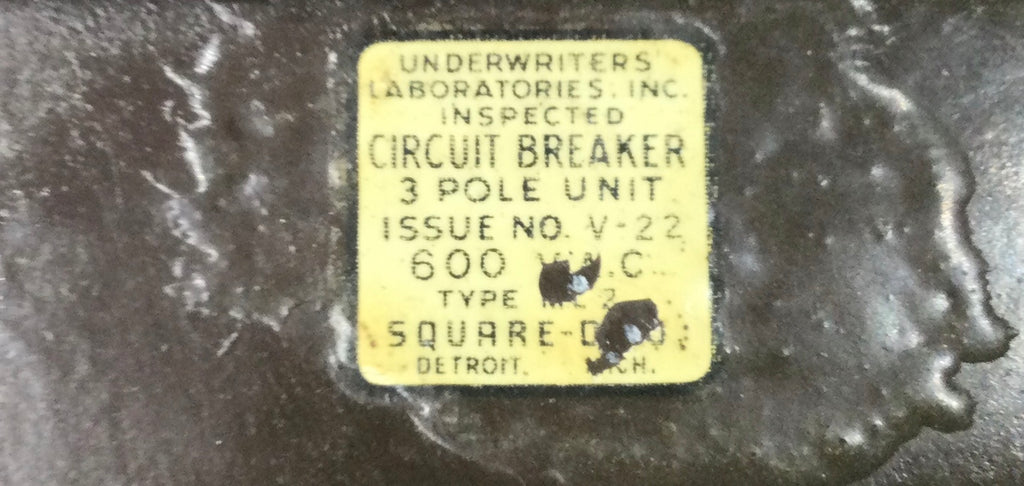 UNDERWRITERS
LABORATORIES, INC.
INSPECTED
CIRCUIT BREAKER
3 POLE UNIT
ISSUE NO. V-22
600
TYPE
SQUARE-D
DETROIT,